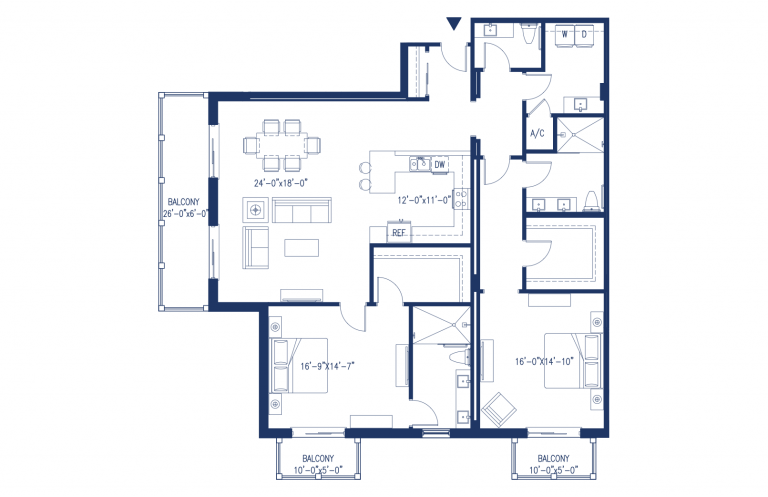 W D
A/C
DW
24'-0"x18'-0"
12'-0"x11'-0"
BALCONY
26'-0"x6'-0"
REF
16'-9"X14'-7"
16'-0"X14'-10"
BALCONY
10'-0"x5'-0"
BALCONY
10'-0"x5'-0"